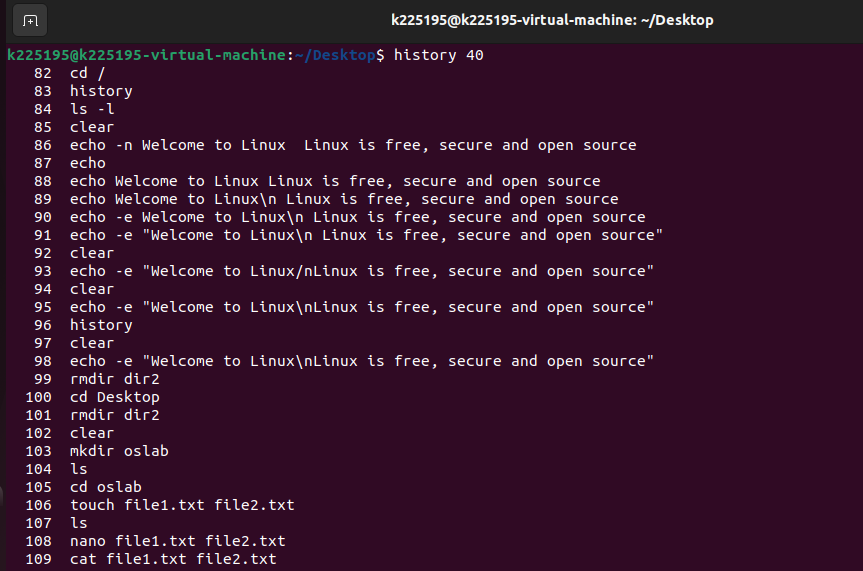 k225195@k225195-virtual-machine: ~/Desktop
k225195@k225195-virtual-machine:~/Desktop$ history 40
82 cd /
83 history
84 ls -l
85 clear
86 echo -n Welcome to Linux  Linux is free, secure and open source
87 echo
88 echo Welcome to Linux Linux is free, secure and open source
89 echo Welcome to Linux\n Linux is free, secure and open source
90 echo -e Welcome to Linux\n Linux is free, secure and open source
91 echo -e "Welcome to Linux\n Linux is free, secure and open source"
92 clear
93 echo -e "Welcome to Linux/nLinux is free, secure and open source"
94 clear
95 echo -e "Welcome to Linux\nLinux is free, secure and open source"
96 history
97 clear
98 echo -e "Welcome to Linux\nLinux is free, secure and open source"
99 rmdir dir2
100 cd Desktop
101 rmdir dir2
102 clear
103 mkdir oslab
104 ls
105 cd oslab
106 touch file1.txt file2.txt
107 ls
108 nano file1.txt file2.txt
109 cat file1.txt file2.txt